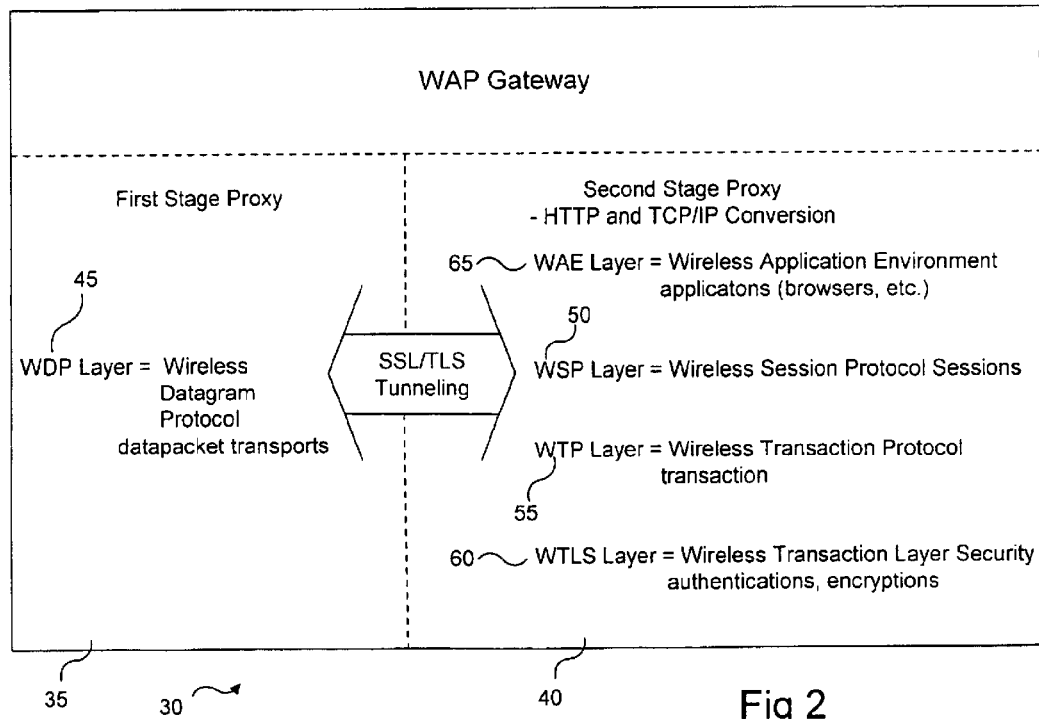 WAP Gateway
First Stage Proxy
Second Stage Proxy
- HTTP and TCP/IP Conversion
45
WDP Layer = Wireless
Datagram
Protocol
datapacket transports
SSL/TLS
Tunneling
65
WAE Layer = Wireless Application Environment
applicatons (browsers, etc.)
50
WSP Layer = Wireless Session Protocol Sessions
WTP Layer = Wireless Transaction Protocol
transaction
55
60
WTLS Layer = Wireless Transaction Layer Security
authentications, encryptions
35
30
40
Fig 2